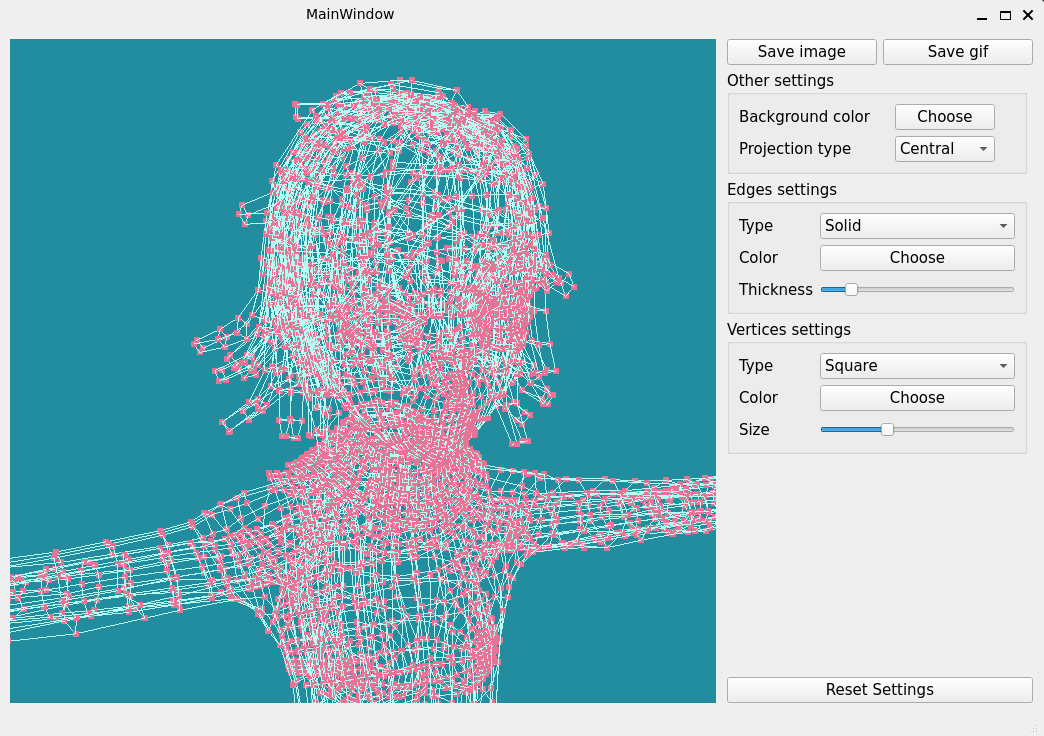 MainWindow
Save image Save gif
Other settings
Background color Choose
Projection type Central
Edges settings
Type Solid
Color Choose
Thickness
Vertices settings
Type Square
Color Choose
Size
Reset Settings